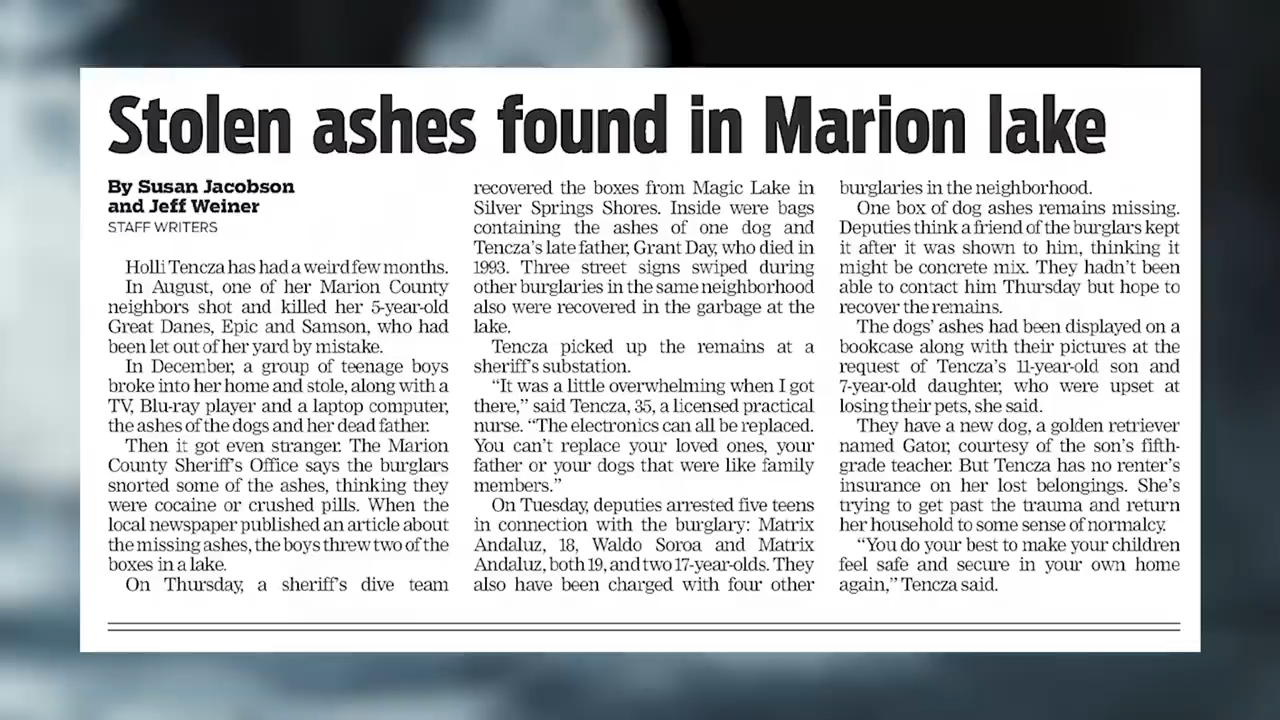 Stolen ashes found in Marion lake
By Susan Jacobson
and Jeff Weiner
STAFF WRITERS
Holli Tencza has had a weird few months.
In August, one of her Marion County
neighbors shot and killed her 5-year-old
Great Danes, Epic and Samson, who had
been let out of her yard by mistake.
In December, a group of teenage boys
broke into her home and stole, along with a
TV, Blu-ray player and a laptop computer,
the ashes of the dogs and her dead father.
Then it got even stranger. The Marion
County Sheriff's Office says the burglars
snorted some of the ashes, thinking they
were cocaine or crushed pills. When the
local newspaper published an article about
the missing ashes, the boys threw two of the
boxes in a lake.
On Thursday, a sheriff's dive team
recovered the boxes from Magic Lake in
Silver Springs Shores. Inside were bags
containing the ashes of one dog and
Tencza's late father, Grant Day, who died in
1993. Three street signs swiped during
other burglaries in the same neighborhood
also were recovered in the garbage at the
lake.
Tencza picked up the remains at a
sheriff's substation.
"It was a little overwhelming when I got
there," said Tencza, 35, a licensed practical
nurse. "The electronics can all be replaced.
You can't replace your loved ones, your
father or your dogs that were like family
members."
On Tuesday, deputies arrested five teens
in connection with the burglary: Matrix
Andaluz, 18, Waldo Soroa and Matrix
Andaluz, both 19, and two 17-year-olds. They
also have been charged with four other
burglaries in the neighborhood.
One box of dog ashes remains missing.
Deputies think a friend of the burglars kept
it after it was shown to him, thinking it
might be concrete mix. They hadn't been
able to contact him Thursday but hope to
recover the remains.
The dogs' ashes had been displayed on a
bookcase along with their pictures at the
request of Tencza's 11-year-old son and
7-year-old daughter, who were upset at
losing their pets, she said.
They have a new dog, a golden retriever
named Gator, courtesy of the son's fifth-
grade teacher. But Tencza has no renter's
insurance on her lost belongings. She's
trying to get past the trauma and return
her household to some sense of normalcy.
"You do your best to make your children
feel safe and secure in your own home
again," Tencza said.